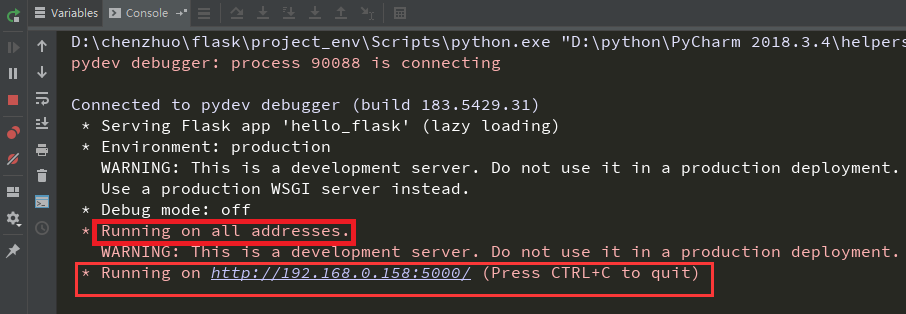 Variables Console
D:\chenzhuo\flask\project_env\Scripts\python.exe "D:\python\PyCharm 2018.3.4\helpers
pydev debugger: process 90088 is connecting
Connected to pydev debugger (build 183.5429.31)
* Serving Flask app 'hello_flask' (lazy loading)
* Environment: production
WARNING: This is a development server. Do not use it in a production deployment.
Use a production WSGI server instead.
* Debug mode: off
* Running on all addresses.
WARNING: This is a development server. Do not use it in a production deployment.
* Running on http://192.168.0.158:5000/ (Press CTRL+C to quit)